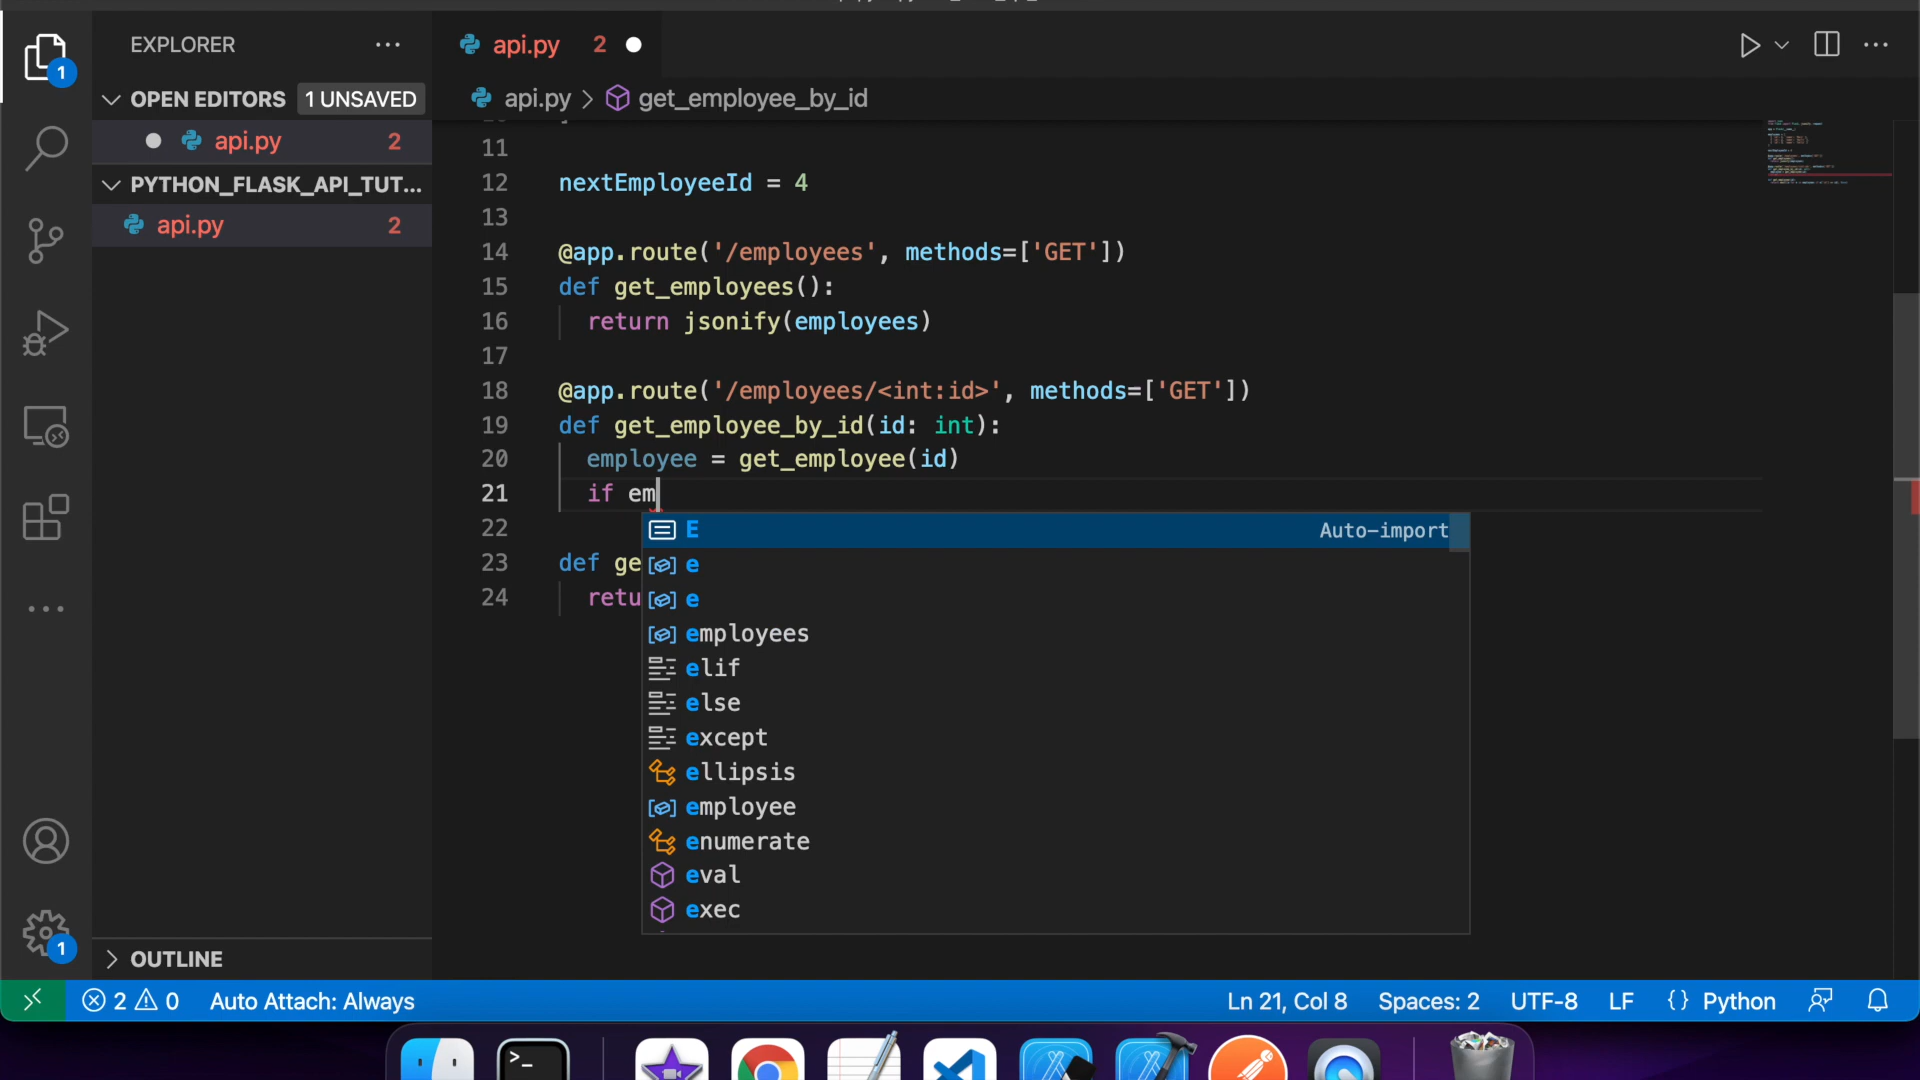 EXPLORER
OPEN EDITORS 1 UNSAVED
api.py 2
PYTHON_FLASK_API_TUT...
api.py 2
OUTLINE
api.py 2
api.py > get_employee_by_id
11
12 nextEmployeeId = 4
13
14 @app.route('/employees', methods=['GET'])
15 def get_employees():
16 return jsonify(employees)
17
18 @app.route('/employees/<int:id>', methods=['GET'])
19 def get_employee_by_id(id: int):
20 employee = get_employee(id)
21 if em
22
23 def ge
24 retu
E Auto-import
e
e
employees
elif
else
except
ellipsis
employee
enumerate
eval
exec
1
1
2 0 Auto Attach: Always Ln 21, Col 8 Spaces: 2 UTF-8 LF {} Python
>_